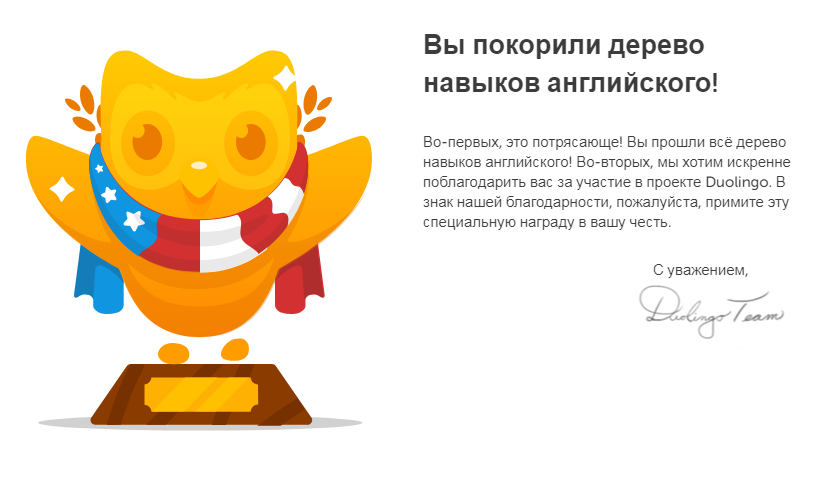 Вы покорили дерево
навыков английского!
Во-первых, это потрясающе! Вы прошли всё дерево
навыков английского! Во-вторых, мы хотим искренне
поблагодарить вас за участие в проекте Duolingo. В
знак нашей благодарности, пожалуйста, примите эту
специальную награду в вашу честь.
С уважением,
Duolingo Team